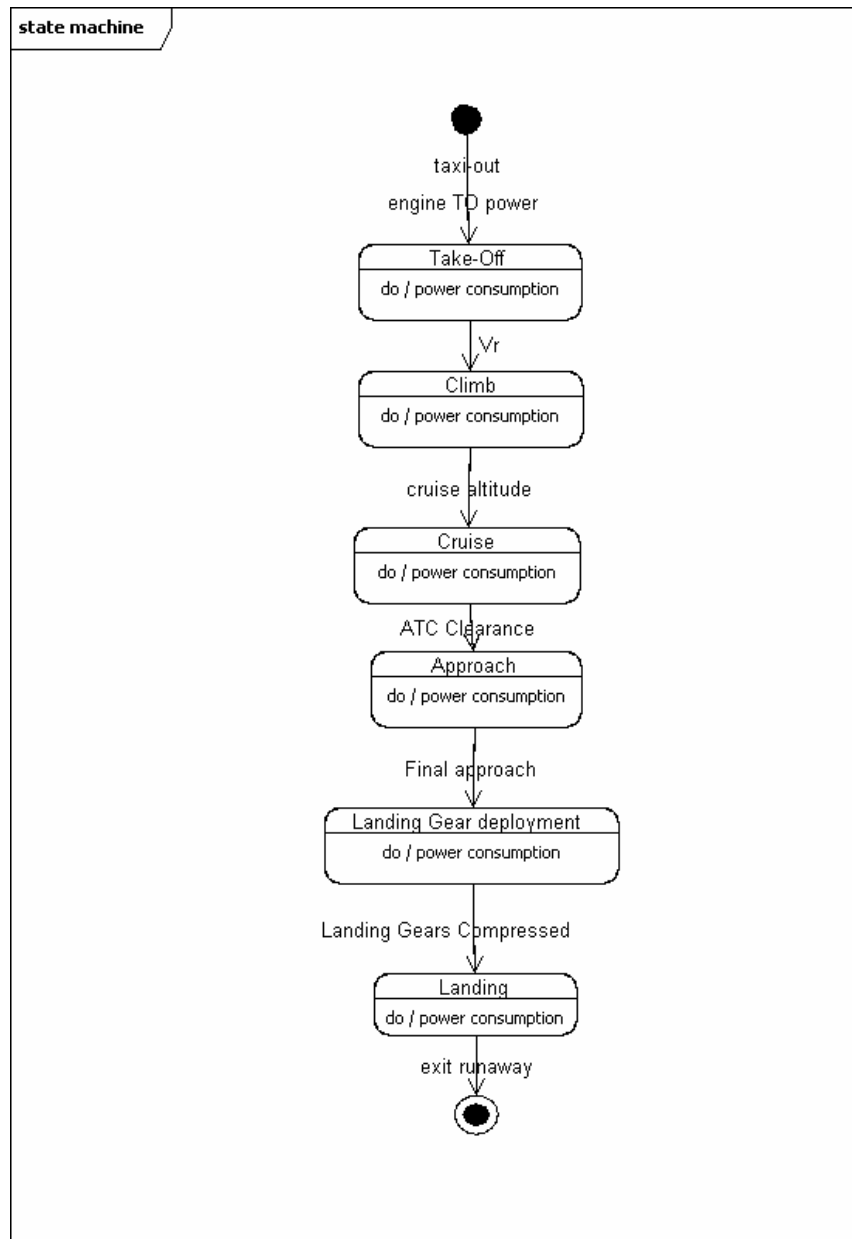 state machine
taxi-out
engine TO power
Take-Off
do / power consumption
Vr
Climb
do / power consumption
cruise altitude
Cruise
do / power consumption
ATC Clearance
Approach
do / power consumption
Final approach
Landing Gear deployment
do / power consumption
Landing Gears Compressed
Landing
do / power consumption
exit runaway